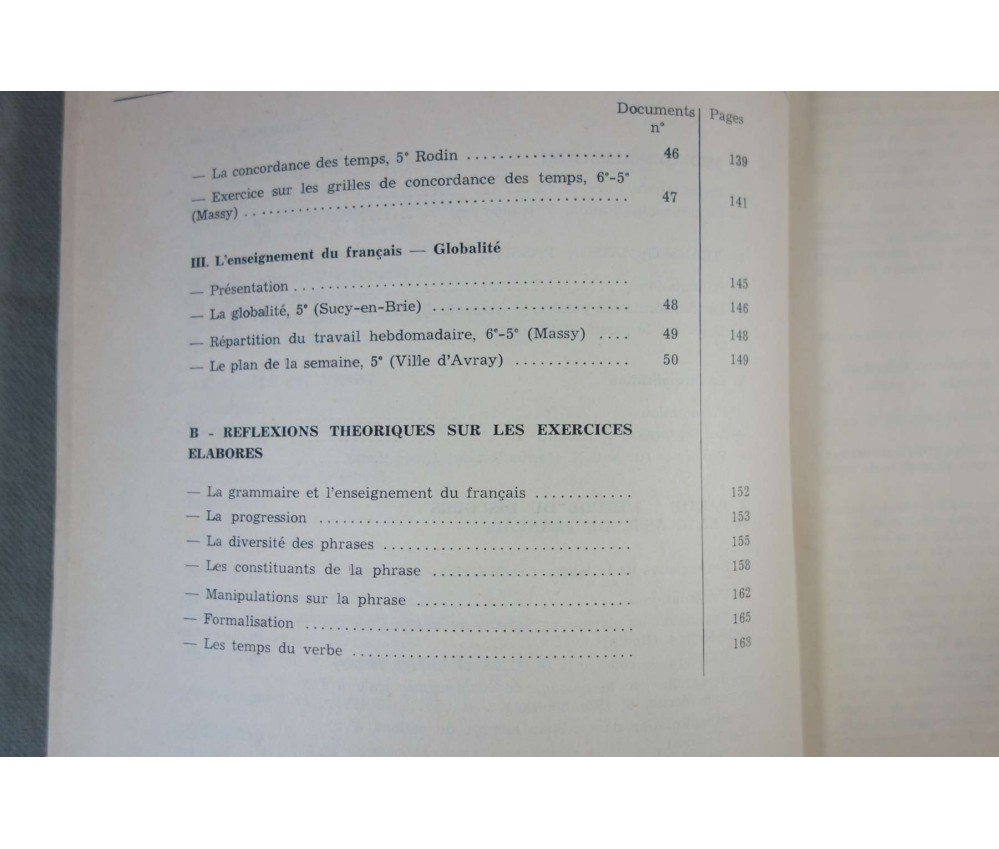 Documents Pages
n°
— La concordance des temps, 5e Rodin .................... 46 139
— Exercice sur les grilles de concordance des temps, 6e-5e
(Massy) .................................................. 47 141
III. L'enseignement du français — Globalité
— Présentation ............................................ 145
— La globalité, 5e (Sucy-en-Brie) ........................ 48 146
— Répartition du travail hebdomadaire, 6e-5e (Massy) .... 49 148
— Le plan de la semaine, 5e (Ville d'Avray) .............. 50 149
B - REFLEXIONS THEORIQUES SUR LES EXERCICES
ELABORES
— La grammaire et l'enseignement du français ............ 152
— La progression ...................................... 153
— La diversité des phrases .............................. 155
— Les constituants de la phrase ........................ 158
— Manipulations sur la phrase .......................... 162
— Formalisation ........................................ 165
— Les temps du verbe .................................. 168